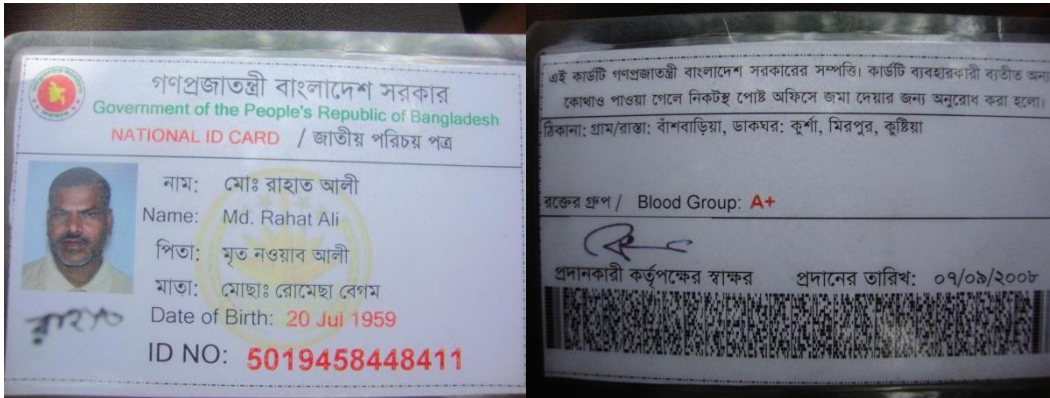 গণপ্রজাতন্ত্রী বাংলাদেশ সরকার
Government of the People's Republic of Bangladesh
NATIONAL ID CARD / জাতীয় পরিচয় পত্র
নাম: মোঃ রাহাত আলী
Name: Md. Rahat Ali
পিতা: মৃত নওয়াব আলী
মাতা: মোছাঃ রোমেছা বেগম
Date of Birth: 20 Jul 1959
ID NO: 5019458448411
রাহাত
এই কার্ডটি গণপ্রজাতন্ত্রী বাংলাদেশ সরকারের সম্পত্তি। কার্ডটি ব্যবহারকারী ব্যতীত অন্য
কোথাও পাওয়া গেলে নিকটস্থ পোষ্ট অফিসে জমা দেয়ার জন্য অনুরোধ করা হলো।
ঠিকানা: গ্রাম/রাস্তা: বাঁশবাড়িয়া, ডাকঘর: কুর্শা, মিরপুর, কুষ্টিয়া
রক্তের গ্রুপ / Blood Group: A+
প্রদানকারী কর্তৃপক্ষের স্বাক্ষর প্রদানের তারিখ: ০৭/০৯/২০০৮